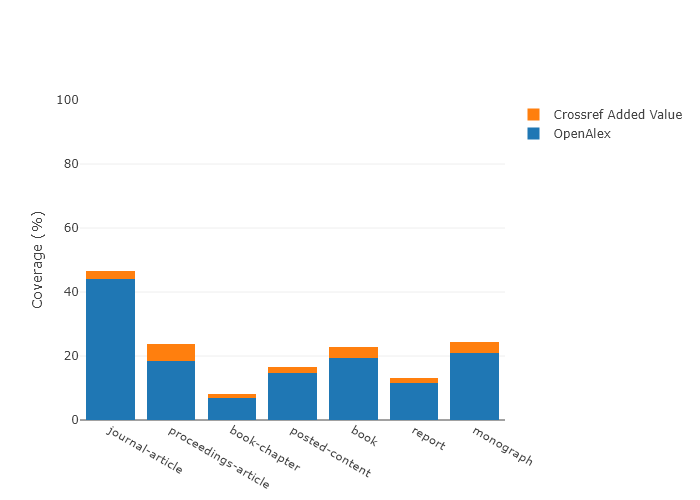 100
80
60
40
20
0
Coverage (%)
journal-article
proceedings-article
book-chapter
posted-content
book
report
monograph
Crossref Added Value
OpenAlex